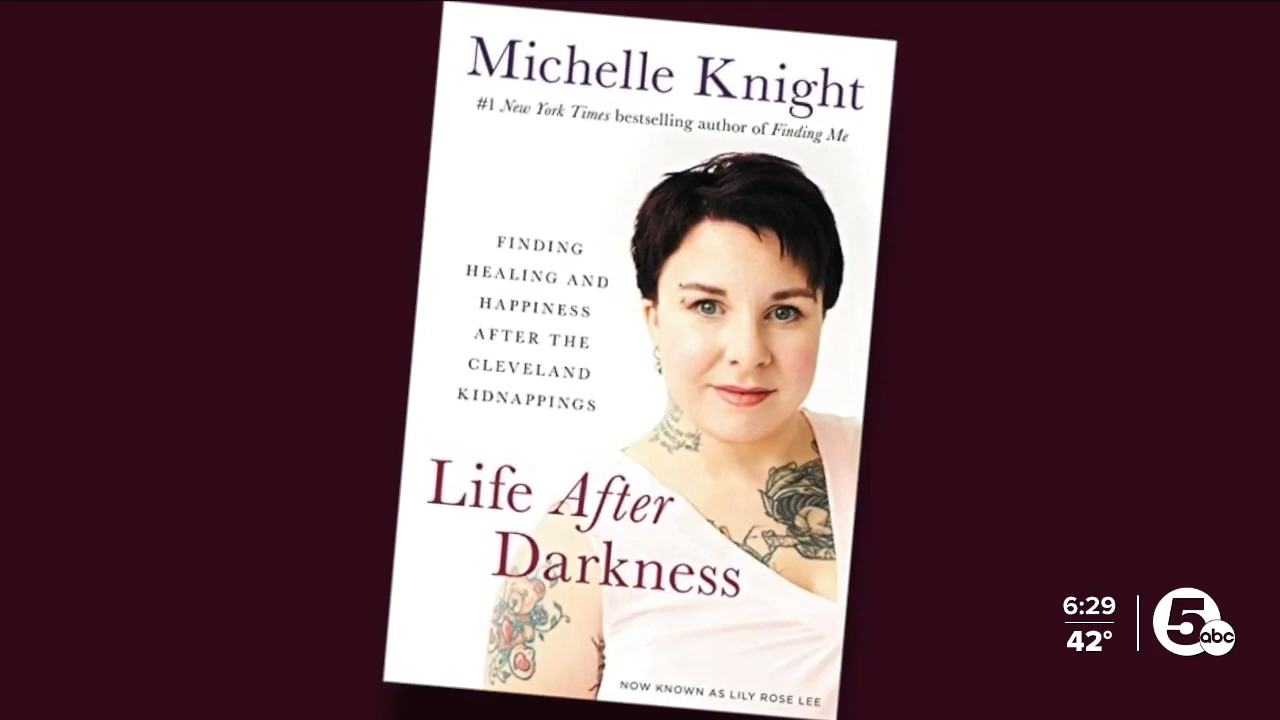 Michelle Knight
#1 New York Times bestselling author of Finding Me
FINDING
HEALING AND
HAPPINESS
AFTER THE
CLEVELAND
KIDNAPPINGS
Life After
Darkness
NOW KNOWN AS LILY ROSE LEE
6:29
42°
5
abc